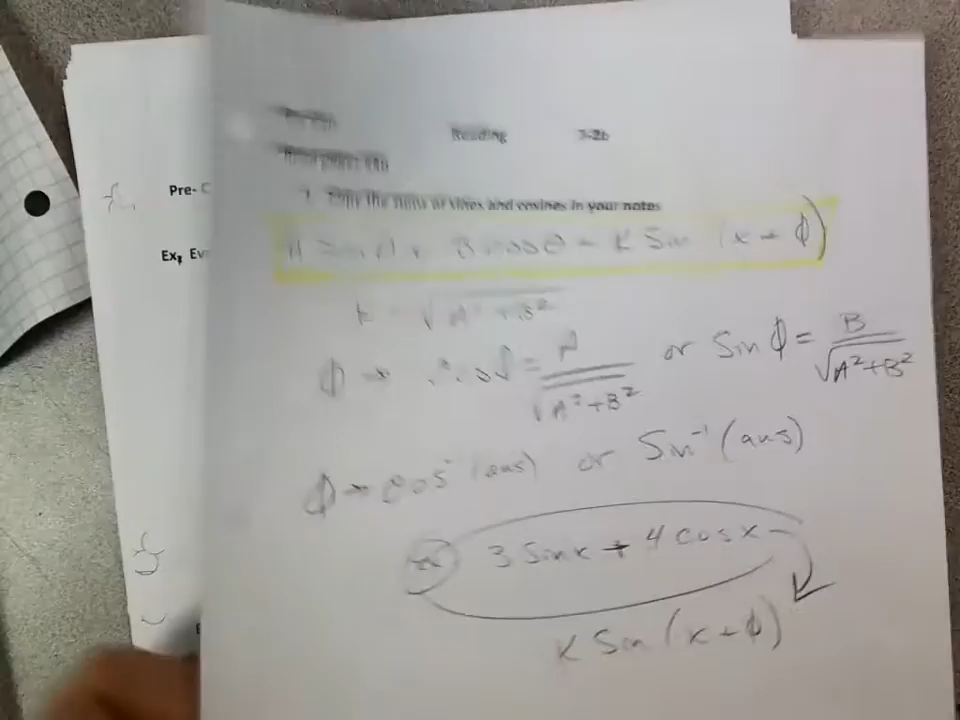 Pre- C
Ex, Ev
Reading 3-2b
Copy the sums of sines and cosines in your notes
A Sin θ + B cos θ = K Sin (x + ϕ)
K = √A² + B²
ϕ → cos ϕ = A / √A²+B² or Sin ϕ = B / √A²+B²
ϕ → cos⁻¹ (ans) or Sin⁻¹ (ans)
ex 3 Sin x + 4 cos x
K Sin (x + ϕ)